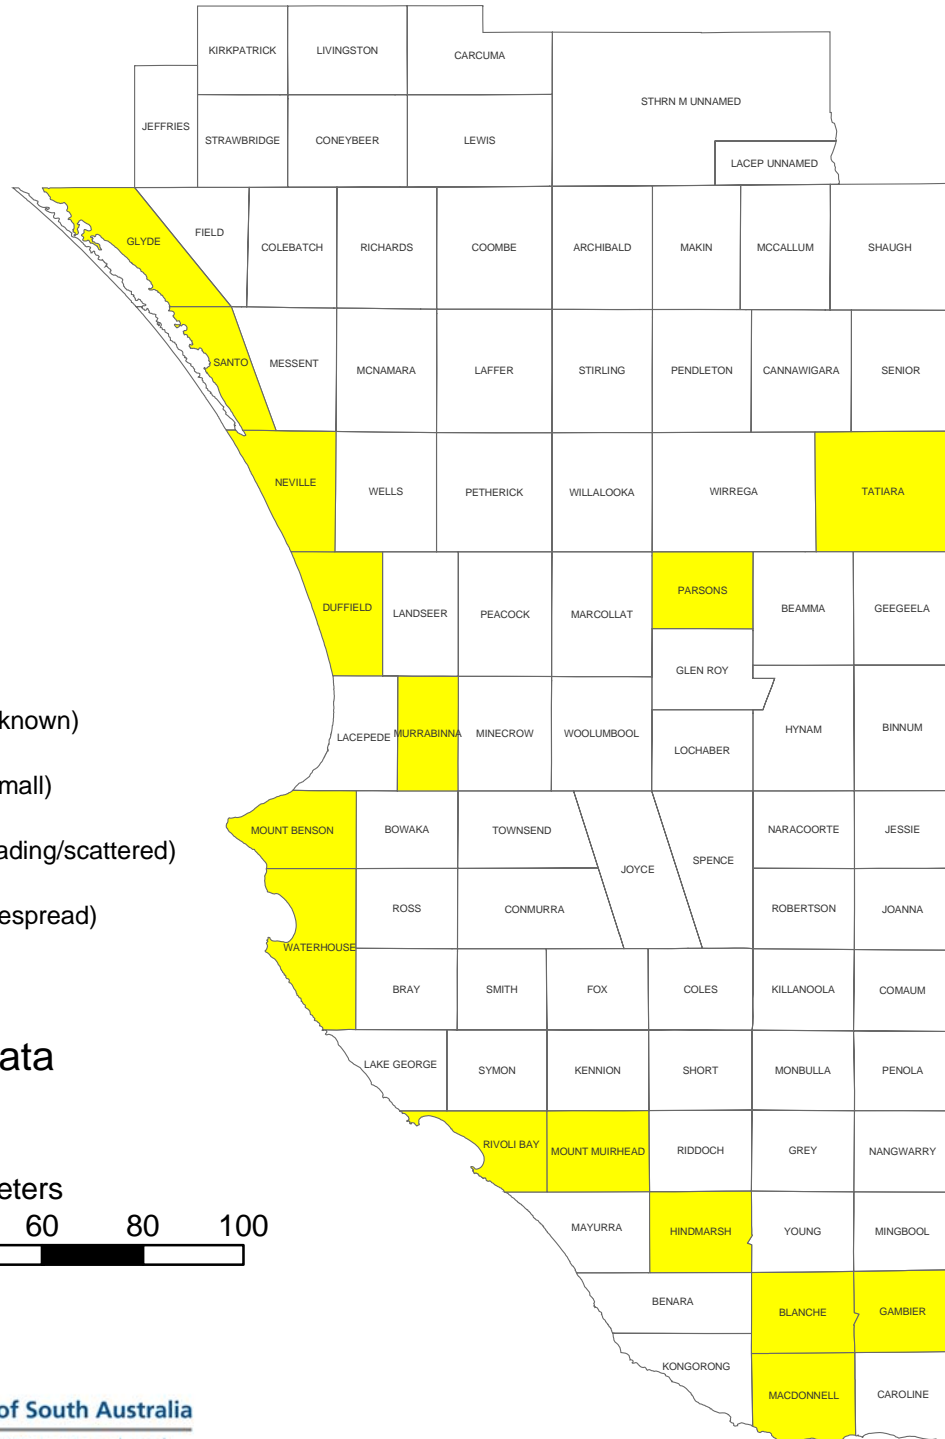 KIRKPATRICK LIVINGSTON CARCUMA
STHRN M UNNAMED
JEFFRIES STRAWBRIDGE CONEYBEER LEWIS
LACEP UNNAMED
GLYDE FIELD COLEBATCH RICHARDS COOMBE ARCHIBALD MAKIN MCCALLUM SHAUGH
SANTO MESSENT MCNAMARA LAFFER STIRLING PENDLETON CANNAWIGARA SENIOR
NEVILLE WELLS PETHERICK WILLALOOKA WIRREGA TATIARA
DUFFIELD LANDSEER PEACOCK MARCOLLAT PARSONS BEAMMA GEEGEELA
GLEN ROY
LACEPEDE MURRABINNA MINECROW WOOLUMBOOL LOCHABER HYNAM BINNUM
MOUNT BENSON BOWAKA TOWNSEND JOYCE SPENCE NARACOORTE JESSIE
WATERHOUSE ROSS CONMURRA ROBERTSON JOANNA
BRAY SMITH FOX COLES KILLANOOLA COMAUM
LAKE GEORGE SYMON KENNION SHORT MONBULLA PENOLA
RIVOLI BAY MOUNT MUIRHEAD RIDDOCH GREY NANGWARRY
MAYURRA HINDMARSH YOUNG MINGBOOL
BENARA BLANCHE GAMBIER
KONGORONG MACDONNELL CAROLINE
known)
mall)
ading/scattered)
espread)
ata
eters
60 80 100
of South Australia